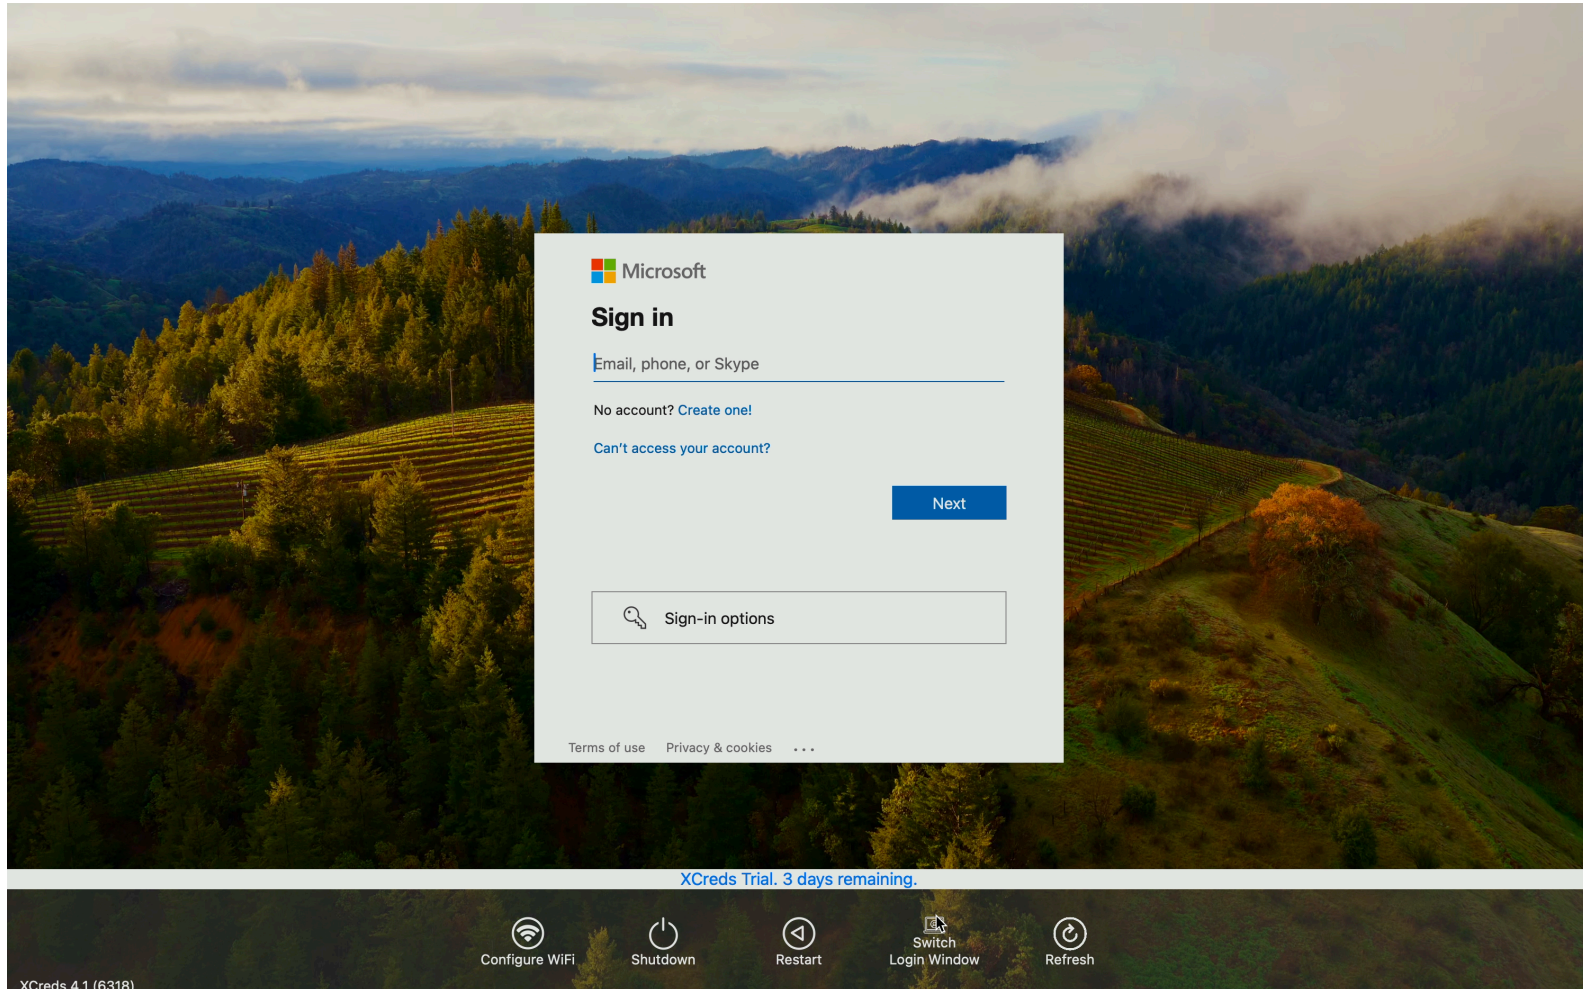 Microsoft
Sign in
Email, phone, or Skype
No account? Create one!
Can't access your account?
Next
Sign-in options
Terms of use Privacy & cookies ...
XCreds Trial. 3 days remaining.
Configure WiFi
Shutdown
Restart
Switch
Login Window
Refresh
XCreds 4.1 (6318)